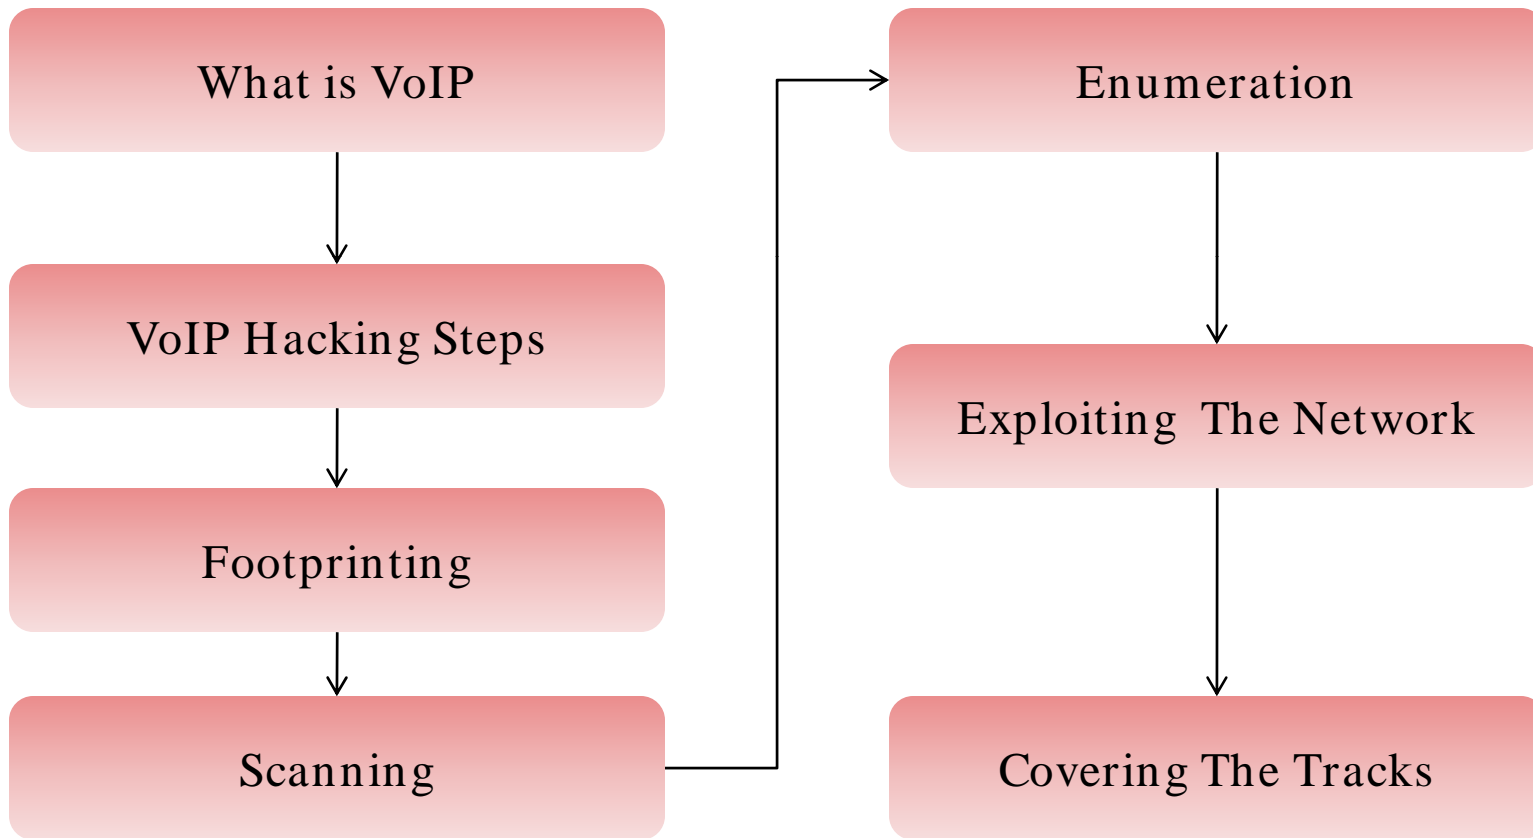 What is VoIP
VoIP Hacking Steps
Footprinting
Scanning
Enumeration
Exploiting The Network
Covering The Tracks